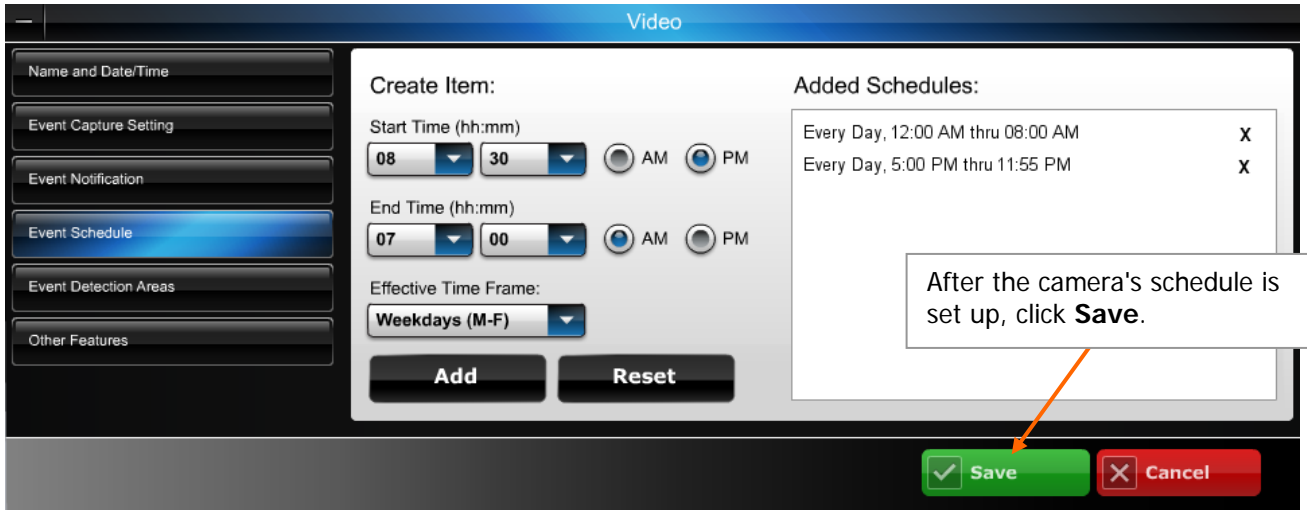 Video
Name and Date/Time
Event Capture Setting
Event Notification
Event Schedule
Event Detection Areas
Other Features
Create Item:
Start Time (hh:mm)
08 30 AM PM
End Time (hh:mm)
07 00 AM PM
Effective Time Frame:
Weekdays (M-F)
Add Reset
Added Schedules:
Every Day, 12:00 AM thru 08:00 AM X
Every Day, 5:00 PM thru 11:55 PM X
After the camera's schedule is
set up, click Save.
Save Cancel